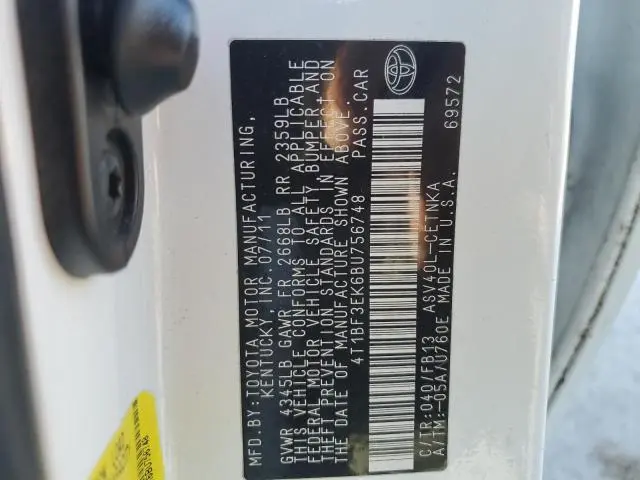 MFD.BY:TOYOTA MOTOR MANUFACTURING,
KENTUCKY, INC. 07/11
GVWR 4345LB GAWR FR 2668LB RR 2359LB
THIS VEHICLE CONFORMS TO ALL APPLICABLE
FEDERAL MOTOR VEHICLE SAFETY, BUMPER, AND
THEFT PREVENTION STANDARDS IN EFFECT ON
THE DATE OF MANUFACTURE SHOWN ABOVE.
4T1BF3EK6BU756748 PASS.CAR
C/TR:040/FB13 ASV40L-CETNKA
A/TM:-05A/U760E MADE IN U.S.A.
69572